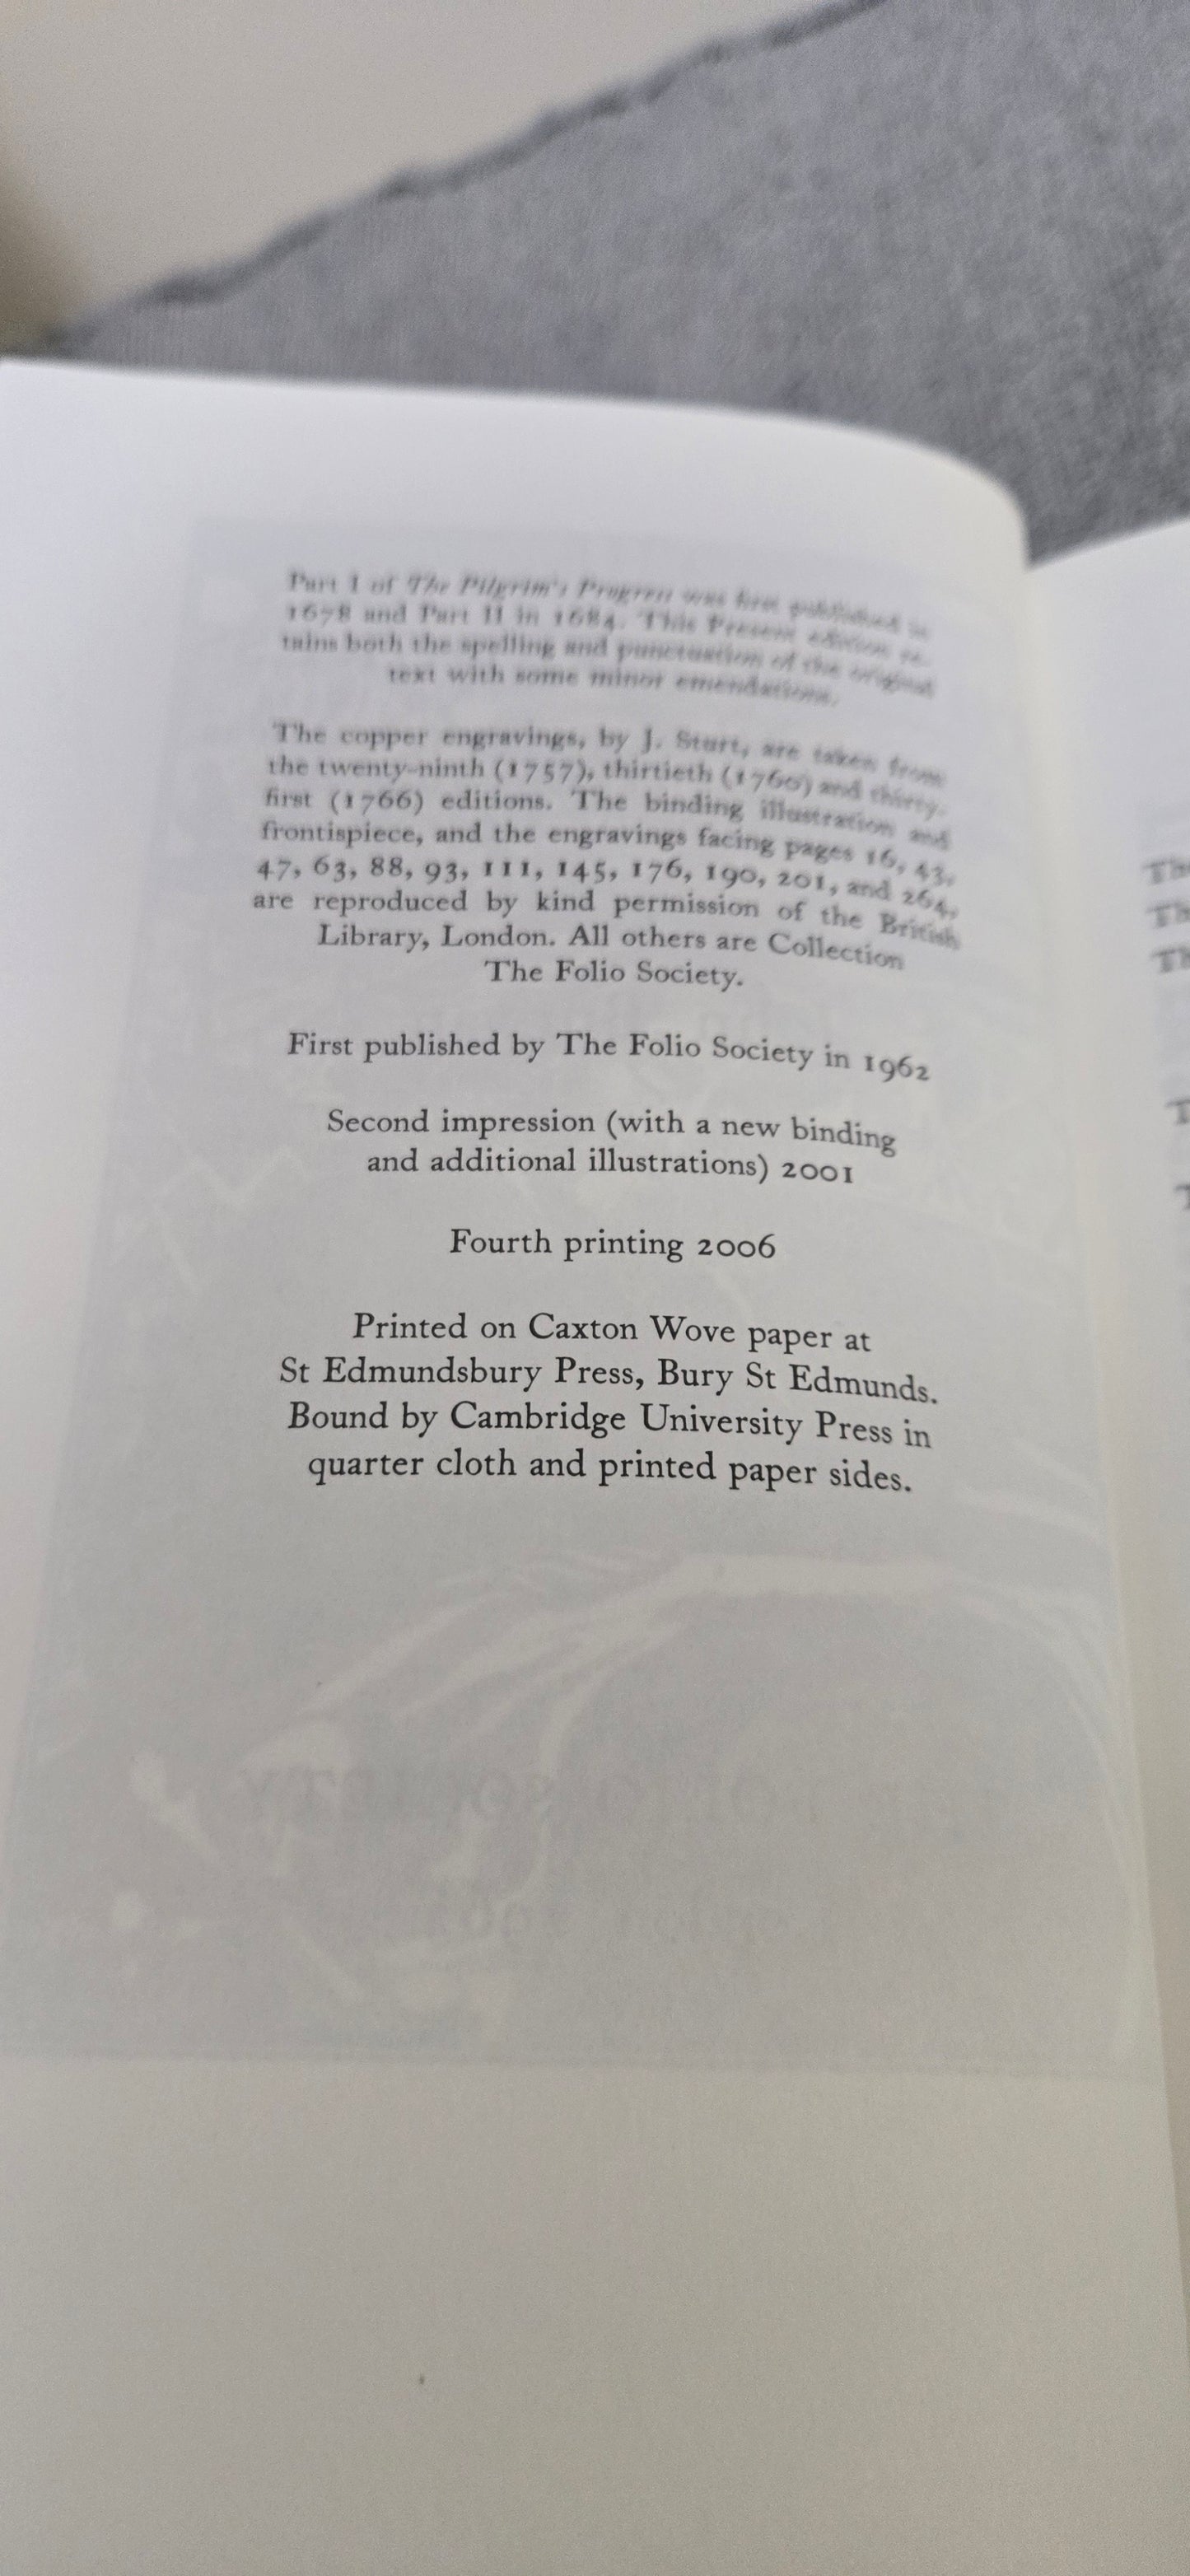 Part I of The Pilgrim's Progress was first published in
1678 and Part II in 1684. This Present edition re-
tains both the spelling and punctuation of the original
text with some minor emendations.
The copper engravings, by J. Sturt, are taken from
the twenty-ninth (1757), thirtieth (1760) and thirty-
first (1766) editions. The binding illustration and
frontispiece, and the engravings facing pages 16, 43,
47, 63, 88, 93, 111, 145, 176, 190, 201, and 264,
are reproduced by kind permission of the British
Library, London. All others are Collection
The Folio Society.
First published by The Folio Society in 1962
Second impression (with a new binding
and additional illustrations) 2001
Fourth printing 2006
Printed on Caxton Wove paper at
St Edmundsbury Press, Bury St Edmunds.
Bound by Cambridge University Press in
quarter cloth and printed paper sides.